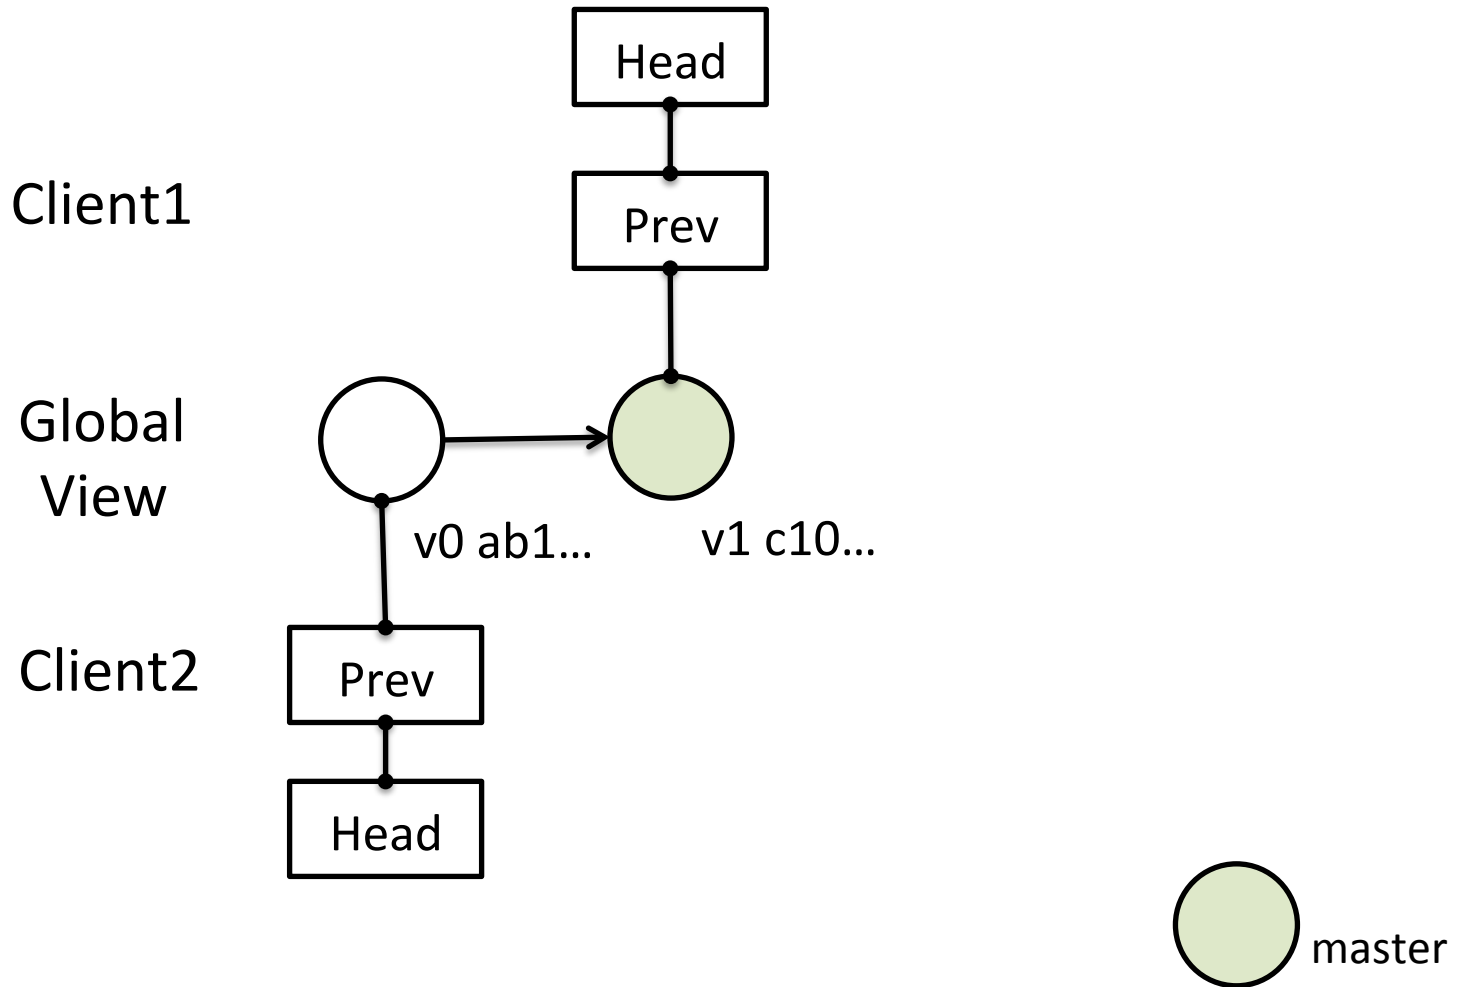 Head
Client1
Prev
Global
View
v0 ab1…
v1 c10…
Client2
Prev
Head
master